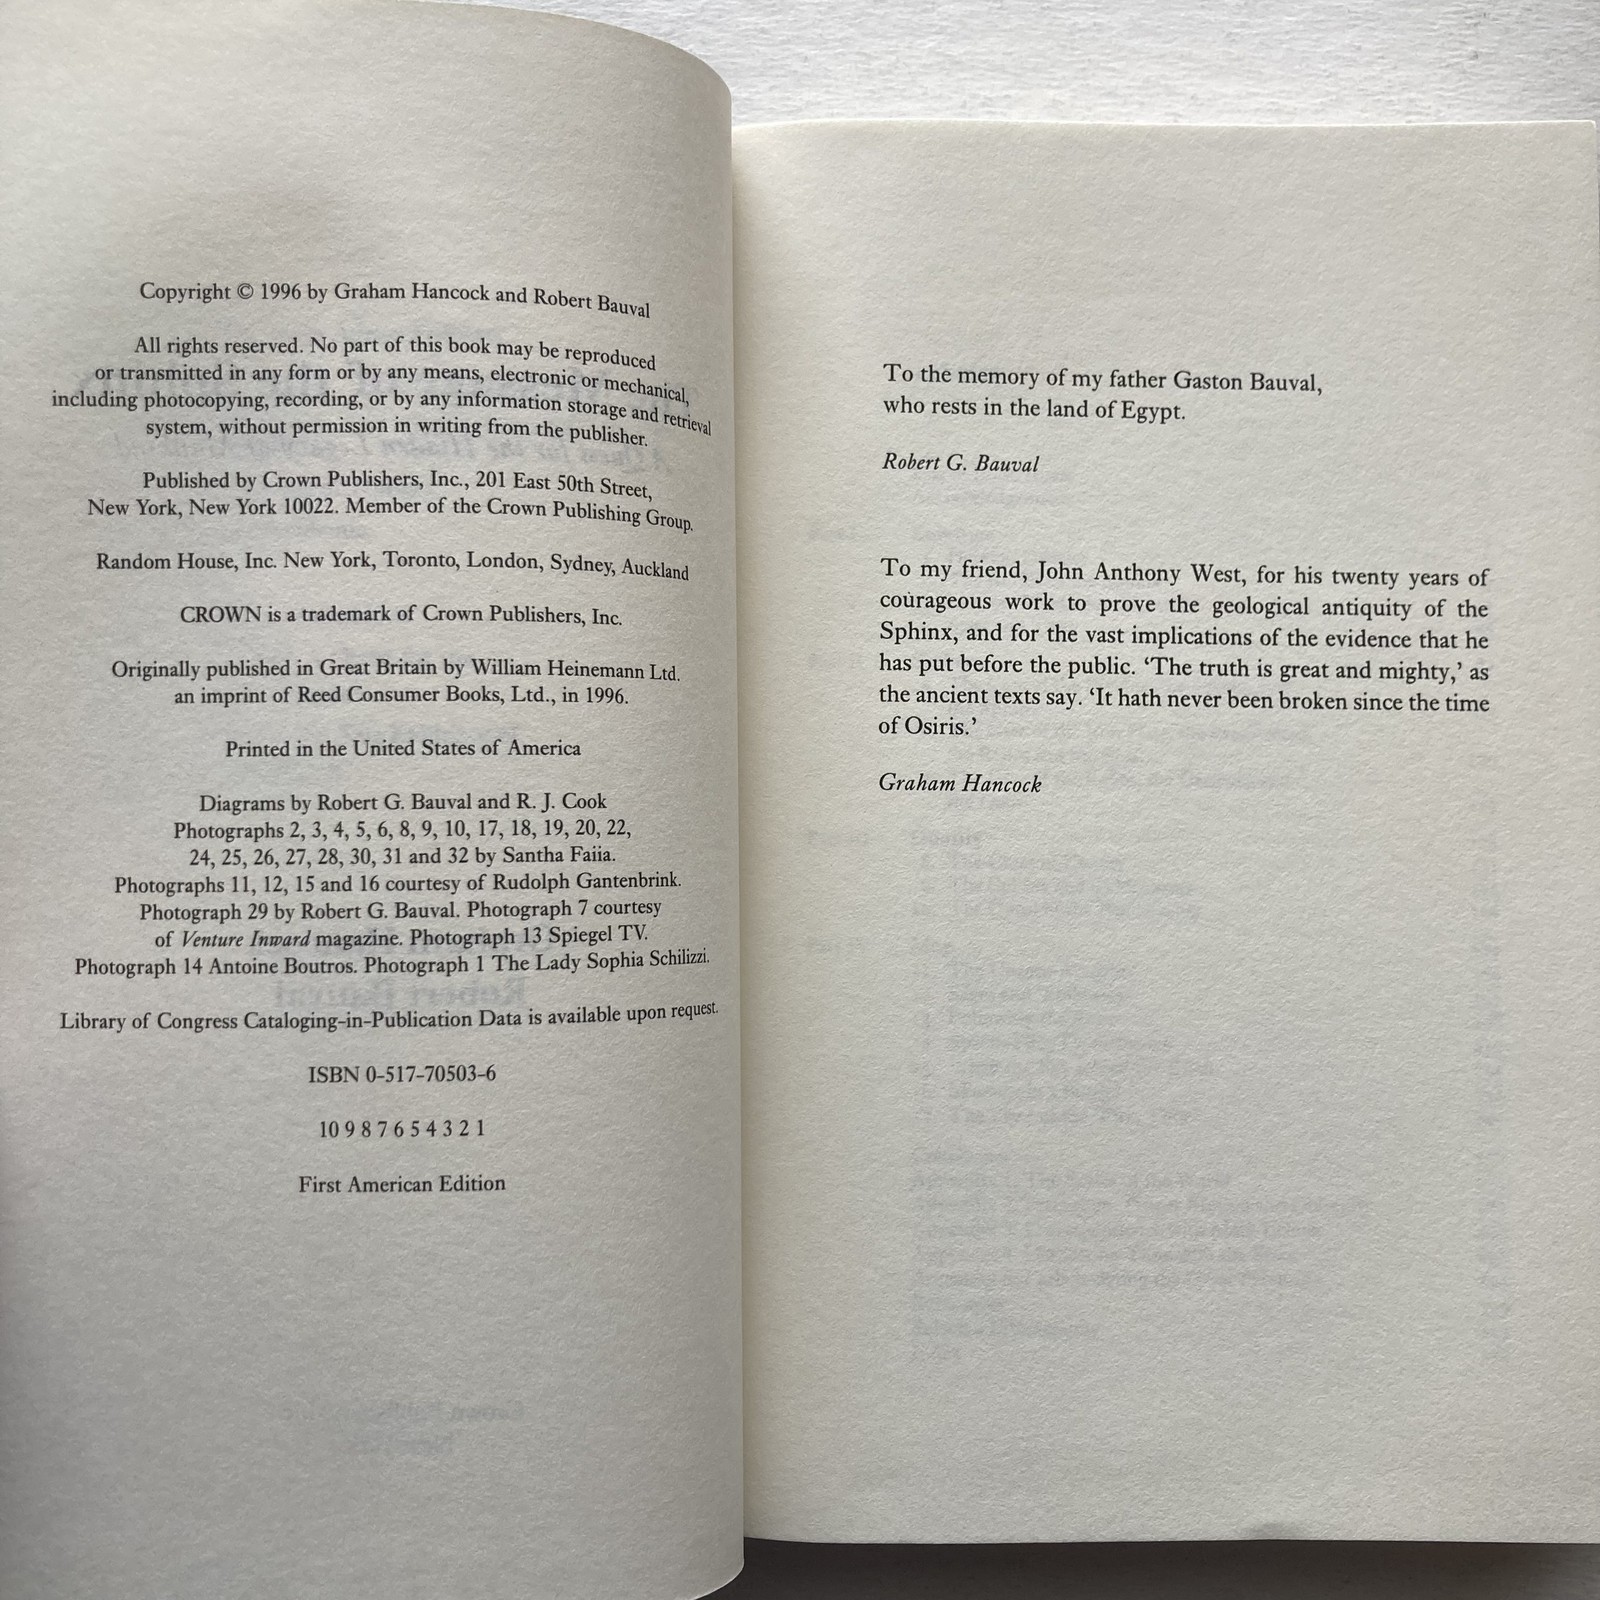 Copyright © 1996 by Graham Hancock and Robert Bauval
All rights reserved. No part of this book may be reproduced
or transmitted in any form or by any means, electronic or mechanical,
including photocopying, recording, or by any information storage and retrieval
system, without permission in writing from the publisher.
Published by Crown Publishers, Inc., 201 East 50th Street,
New York, New York 10022. Member of the Crown Publishing Group.
Random House, Inc. New York, Toronto, London, Sydney, Auckland
CROWN is a trademark of Crown Publishers, Inc.
Originally published in Great Britain by William Heinemann Ltd.
an imprint of Reed Consumer Books, Ltd., in 1996.
Printed in the United States of America
Diagrams by Robert G. Bauval and R. J. Cook
Photographs 2, 3, 4, 5, 6, 8, 9, 10, 17, 18, 19, 20, 22,
24, 25, 26, 27, 28, 30, 31 and 32 by Santha Faiia.
Photographs 11, 12, 15 and 16 courtesy of Rudolph Gantenbrink.
Photograph 29 by Robert G. Bauval. Photograph 7 courtesy
of Venture Inward magazine. Photograph 13 Spiegel TV.
Photograph 14 Antoine Boutros. Photograph 1 The Lady Sophia Schilizzi.
Library of Congress Cataloging-in-Publication Data is available upon request.
ISBN 0-517-70503-6
10 9 8 7 6 5 4 3 2 1
First American Edition
To the memory of my father Gaston Bauval,
who rests in the land of Egypt.
Robert G. Bauval
To my friend, John Anthony West, for his twenty years of
courageous work to prove the geological antiquity of the
Sphinx, and for the vast implications of the evidence that he
has put before the public. ‘The truth is great and mighty,’ as
the ancient texts say. ‘It hath never been broken since the time
of Osiris.’
Graham Hancock